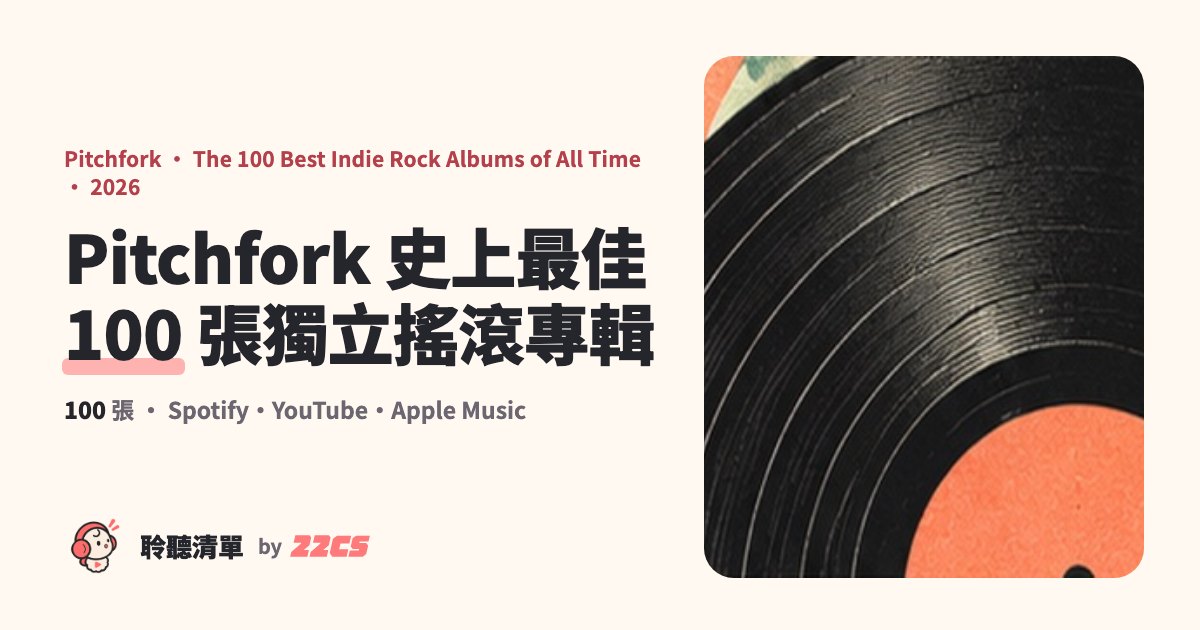 Pitchfork • The 100 Best Indie Rock Albums of All Time
• 2026
Pitchfork 史上最佳
100 張獨立搖滾專輯
100 張 • Spotify • YouTube • Apple Music
聆聽清單 by 22CS